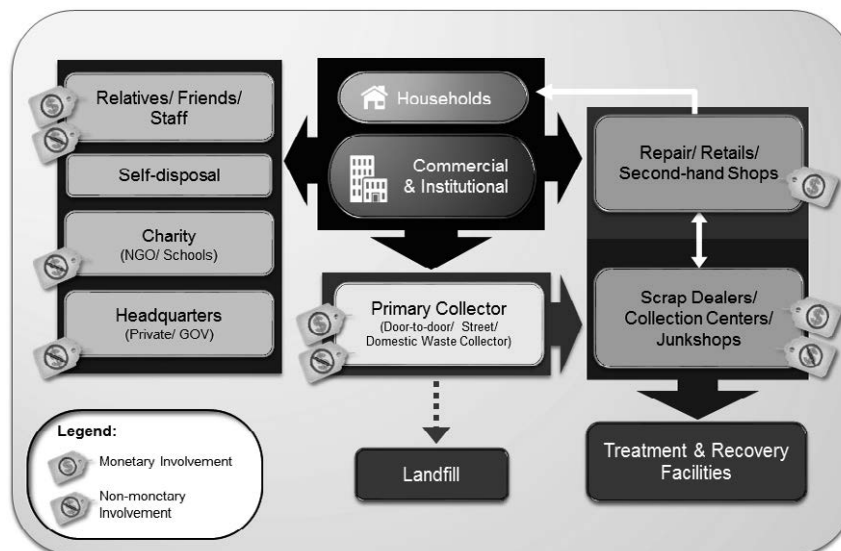 Relatives/ Friends/
Staff
Self-disposal
Charity
(NGO/ Schools)
Headquarters
(Private/ GOV)
Households
Commercial
& Institutional
Primary Collector
(Door-to-door/ Street/
Domestic Waste Collector)
Landfill
Repair/ Retails/
Second-hand Shops
Scrap Dealers/
Collection Centers/
Junkshops
Treatment & Recovery
Facilities
Legend:
Monetary Involvement
Non-monetary
Involvement